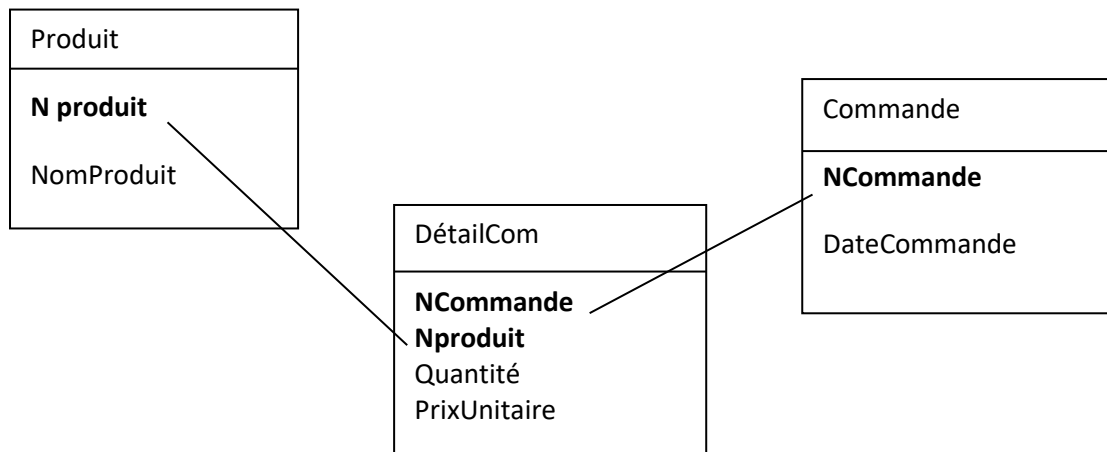 Produit
N produit
NomProduit
DétailCom
NCommande
Nproduit
Quantité
PrixUnitaire
Commande
NCommande
DateCommande